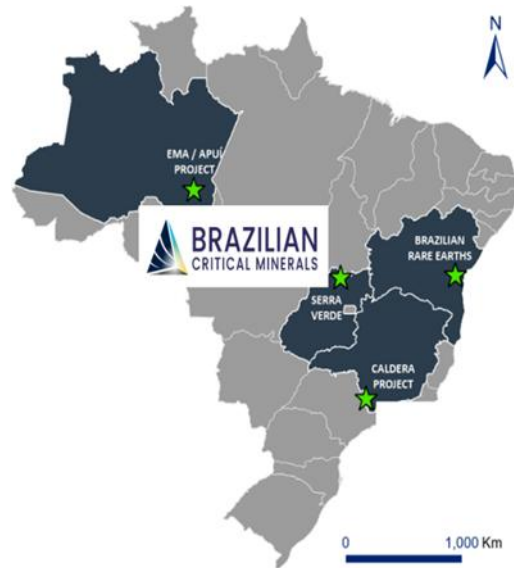 N
EMA / APUÍ
PROJECT
BRAZILIAN
CRITICAL MINERALS
BRAZILIAN
RARE EARTHS
SERRA
VERDE
CALDERA
PROJECT
0 1,000 Km